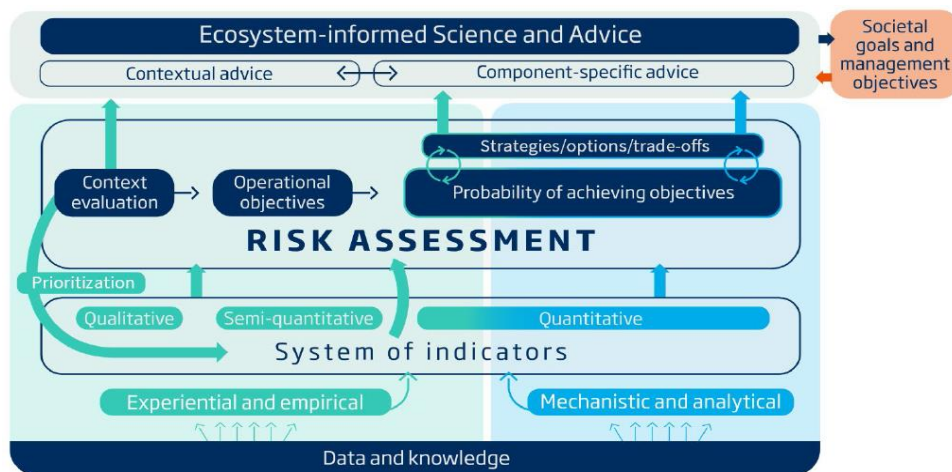 Ecosystem-informed Science and Advice
Contextual advice
Component-specific advice
Societal
goals and
management
objectives
Strategies/options/trade-offs
Context
evaluation
Operational
objectives
Probability of achieving objectives
RISK ASSESSMENT
Prioritization
Qualitative
Semi-quantitative
Quantitative
System of indicators
Experiential and empirical
Mechanistic and analytical
Data and knowledge